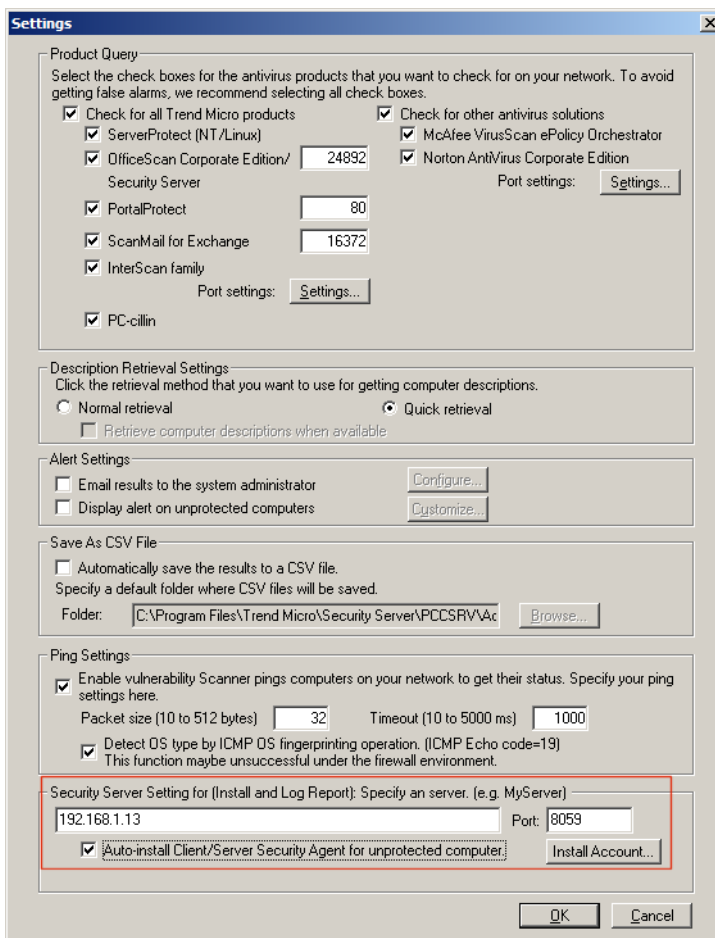 Settings
Product Query
Select the check boxes for the antivirus products that you want to check for on your network. To avoid
getting false alarms, we recommend selecting all check boxes.
Check for all Trend Micro products
ServerProtect (NT/Linux)
OfficeScan Corporate Edition/ 24892
Security Server
PortalProtect 80
ScanMail for Exchange 16372
InterScan family
Port settings: Settings...
PC-cillin
Check for other antivirus solutions
McAfee VirusScan ePolicy Orchestrator
Norton AntiVirus Corporate Edition
Port settings: Settings...
Description Retrieval Settings
Click the retrieval method that you want to use for getting computer descriptions.
Normal retrieval Quick retrieval
Retrieve computer descriptions when available
Alert Settings
Email results to the system administrator Configure...
Display alert on unprotected computers Customize...
Save As CSV File
Automatically save the results to a CSV file.
Specify a default folder where CSV files will be saved.
Folder: C:\Program Files\Trend Micro\Security Server\PCCSRV\Ac Browse...
Ping Settings
Enable vulnerability Scanner pings computers on your network to get their status. Specify your ping
settings here.
Packet size (10 to 512 bytes) 32 Timeout (10 to 5000 ms) 1000
Detect OS type by ICMP OS fingerprinting operation. (ICMP Echo code=19)
This function maybe unsuccessful under the firewall environment.
Security Server Setting for (Install and Log Report): Specify an server. (e.g. MyServer)
192.168.1.13 Port: 8059
Auto-install Client/Server Security Agent for unprotected computer. Install Account...
OK Cancel